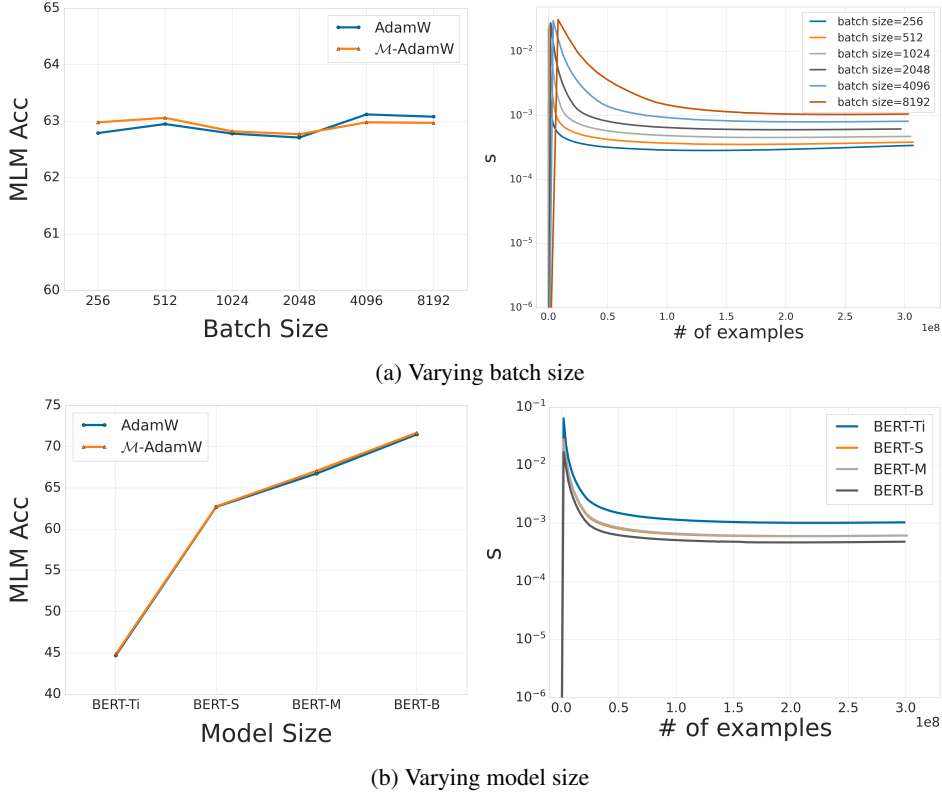 65
64
63
62
61
60
MLM Acc
AdamW
ℳ-AdamW
256 512 1024 2048 4096 8192
Batch Size
10⁻²
10⁻³
10⁻⁴
10⁻⁵
10⁻⁶
s
batch size=256
batch size=512
batch size=1024
batch size=2048
batch size=4096
batch size=8192
0.0 0.5 1.0 1.5 2.0 2.5 3.0
1e8
# of examples
(a) Varying batch size
75
70
65
60
55
50
45
40
MLM Acc
AdamW
ℳ-AdamW
BERT-Ti BERT-S BERT-M BERT-B
Model Size
10⁻¹
10⁻²
10⁻³
10⁻⁴
10⁻⁵
10⁻⁶
s
BERT-Ti
BERT-S
BERT-M
BERT-B
0.0 0.5 1.0 1.5 2.0 2.5 3.0
1e8
# of examples
(b) Varying model size